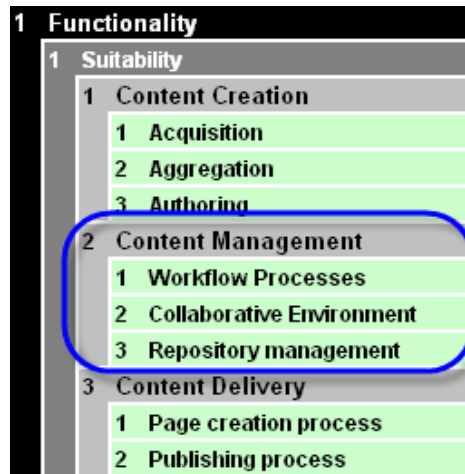 1 Functionality
1 Suitability
1 Content Creation
1 Acquisition
2 Aggregation
3 Authoring
2 Content Management
1 Workflow Processes
2 Collaborative Environment
3 Repository management
3 Content Delivery
1 Page creation process
2 Publishing process